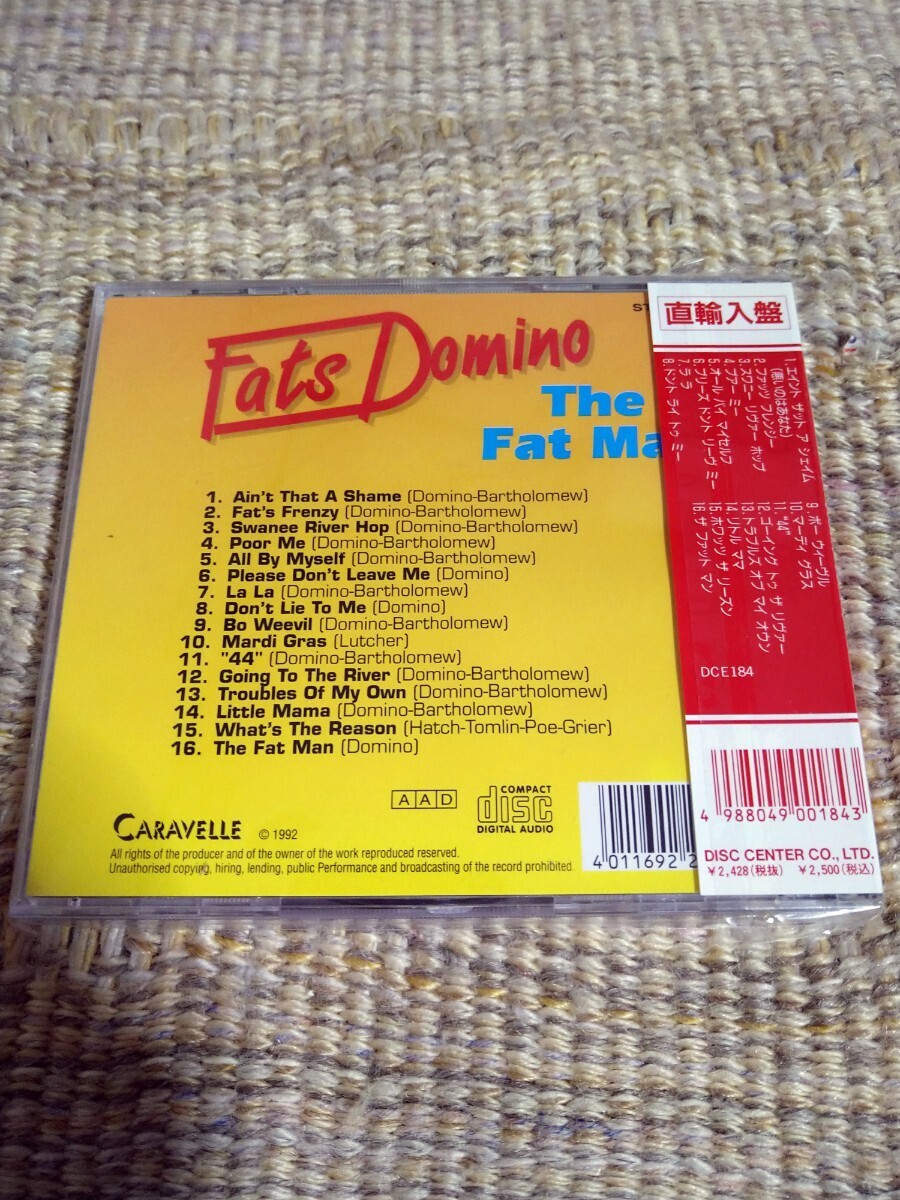 ST
Fats Domino
The
Fat Ma
1. Ain't That A Shame (Domino-Bartholomew)
2. Fat's Frenzy (Domino-Bartholomew)
3. Swanee River Hop (Domino-Bartholomew)
4. Poor Me (Domino-Bartholomew)
5. All By Myself (Domino-Bartholomew)
6. Please Don't Leave Me (Domino)
7. La La (Domino-Bartholomew)
8. Don't Lie To Me (Domino)
9. Bo Weevil (Domino-Bartholomew)
10. Mardi Gras (Lutcher)
11. "44" (Domino-Bartholomew)
12. Going To The River (Domino-Bartholomew)
13. Troubles Of My Own (Domino-Bartholomew)
14. Little Mama (Domino-Bartholomew)
15. What's The Reason (Hatch-Tomlin-Poe-Grier)
16. The Fat Man (Domino)
AAD
COMPACT
disc
DIGITAL AUDIO
CARAVELLE © 1992
All rights of the producer and of the owner of the work reproduced reserved.
Unauthorised copying, hiring, lending, public Performance and broadcasting of the record prohibited.
4 011692 2
直輸入盤
1. エイント ザット ア シェイム
(悪いのはあなた)
2. ファッツ フレンジー
3. スワニー リヴァー ホップ
4. プアー ミー
5. オール バイ マイセルフ
6. プリーズ ドント リーヴ ミー
7. ラ ラ
8. ドント ライ トゥ ミー
9. ボー ウィーヴル
10. マーディ グラス
11. "44"
12. ゴーイング トゥ ザ リヴァー
13. トラブルス オブ マイ オウン
14. リトル ママ
15. ホワッツ ザ リーズン
16. ザ ファット マン
DCE184
4 988049 001843
DISC CENTER CO., LTD.
¥2,428(税抜) ¥2,500(税込)